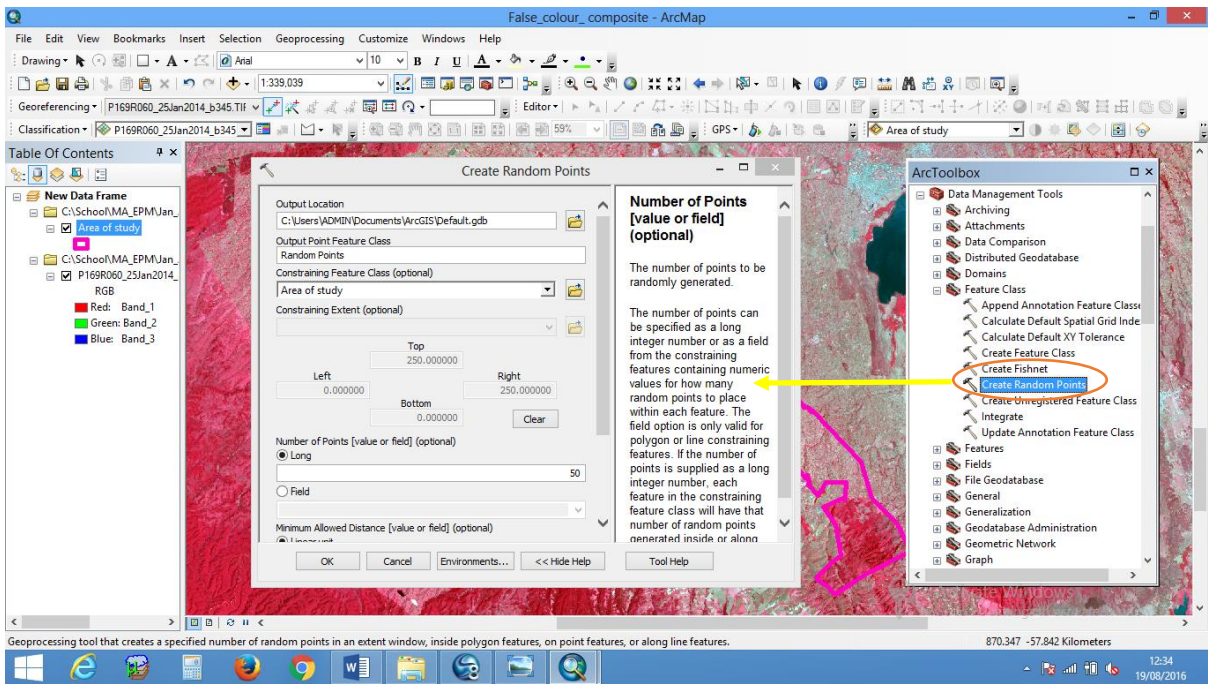 False_colour_ composite - ArcMap
File Edit View Bookmarks Insert Selection Geoprocessing Customize Windows Help
Drawing A Arial 10 B I U A
1:339,039
Georeferencing P169R060_25Jan2014_b345.TIF Editor
Classification P169R060_25Jan2014_b345 59% GPS Area of study
Table Of Contents
New Data Frame
C:\School\MA_EPM\Jan_
Area of study
C:\School\MA_EPM\Jan_
P169R060_25Jan2014_
RGB
Red: Band_1
Green: Band_2
Blue: Band_3
Create Random Points
Output Location
C:\Users\ADMIN\Documents\ArcGIS\Default.gdb
Output Point Feature Class
Random Points
Constraining Feature Class (optional)
Area of study
Constraining Extent (optional)
Top
250.000000
Left Right
0.000000 250.000000
Bottom
0.000000 Clear
Number of Points [value or field] (optional)
Long
50
Field
Minimum Allowed Distance [value or field] (optional)
Linear unit
OK Cancel Environments... << Hide Help Tool Help
Number of Points
[value or field]
(optional)
The number of points to be
randomly generated.
The number of points can
be specified as a long
integer number or as a field
from the constraining
features containing numeric
values for how many
random points to place
within each feature. The
field option is only valid for
polygon or line constraining
features. If the number of
points is supplied as a long
integer number, each
feature in the constraining
feature class will have that
number of random points
generated inside or along
ArcToolbox
Data Management Tools
Archiving
Attachments
Data Comparison
Distributed Geodatabase
Domains
Feature Class
Append Annotation Feature Classe
Calculate Default Spatial Grid Inde
Calculate Default XY Tolerance
Create Feature Class
Create Fishnet
Create Random Points
Create Unregistered Feature Class
Integrate
Update Annotation Feature Class
Features
Fields
File Geodatabase
General
Generalization
Geodatabase Administration
Geometric Network
Graph
Geoprocessing tool that creates a specified number of random points in an extent window, inside polygon features, on point features, or along line features.
870.347 -57.842 Kilometers
12:34
19/08/2016